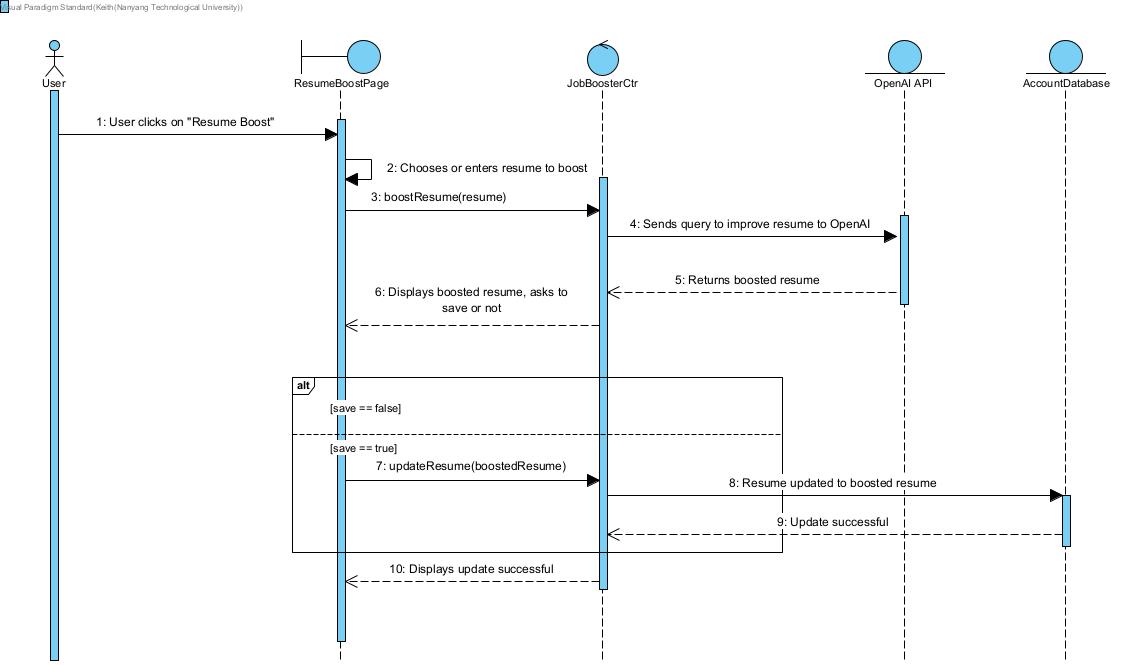 Visual Paradigm Standard(Keith(Nanyang Technological University))
User
ResumeBoostPage
JobBoosterCtr
OpenAI API
AccountDatabase
1: User clicks on "Resume Boost"
2: Chooses or enters resume to boost
3: boostResume(resume)
4: Sends query to improve resume to OpenAI
5: Returns boosted resume
6: Displays boosted resume, asks to
save or not
alt
[save == false]
[save == true]
7: updateResume(boostedResume)
8: Resume updated to boosted resume
9: Update successful
10: Displays update successful